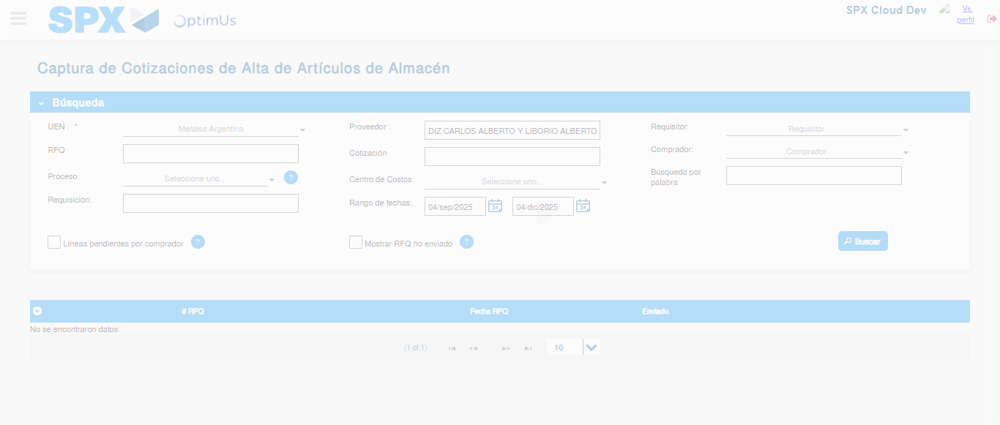 SPX OptimUs
SPX Cloud Dev
Ve
perfil
Captura de Cotizaciones de Alta de Artículos de Almacén
Búsqueda
UEN : * Metalsa Argentina
Proveedor : DIZ CARLOS ALBERTO Y LIBORIO ALBERTO
Requisitor: Requisitor
RFQ
Cotización
Comprador: Comprador
Proceso: Seleccione uno... ?
Centro de Costos: Seleccione uno...
Búsqueda por
palabra
Requisición:
Rango de fechas: 04/sep/2025 31 04/dic/2025 31
Líneas pendientes por comprador ?
Mostrar RFQ no enviado ?
Buscar
# RFQ Fecha RFQ Enviado
No se encontraron datos
(1 of 1) 10